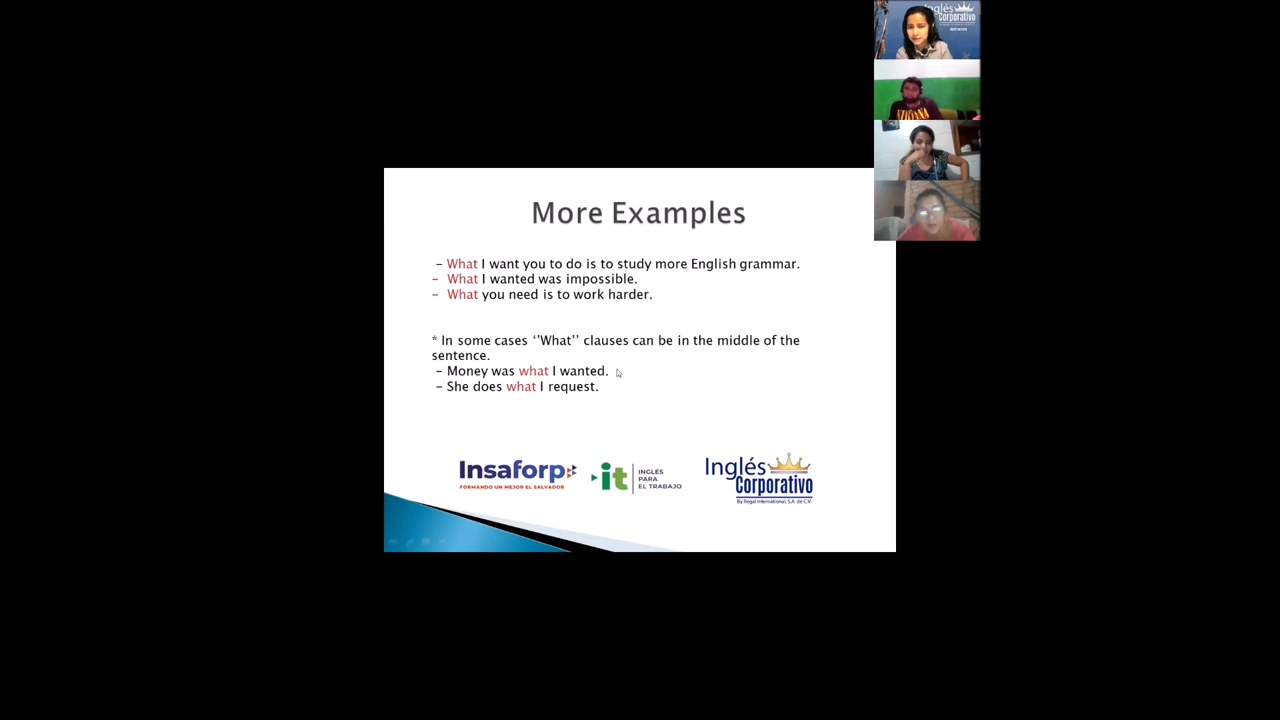 Inglés
Corporativo
More Examples
– What I want you to do is to study more English grammar.
– What I wanted was impossible.
– What you need is to work harder.
* In some cases ‘’What’’ clauses can be in the middle of the
sentence.
– Money was what I wanted.
– She does what I request.
Insaforp
FORMANDO UN MEJOR EL SALVADOR
it
INGLÉS
PARA
EL TRABAJO
Inglés
Corporativo
By Regal International, S.A. de C.V.